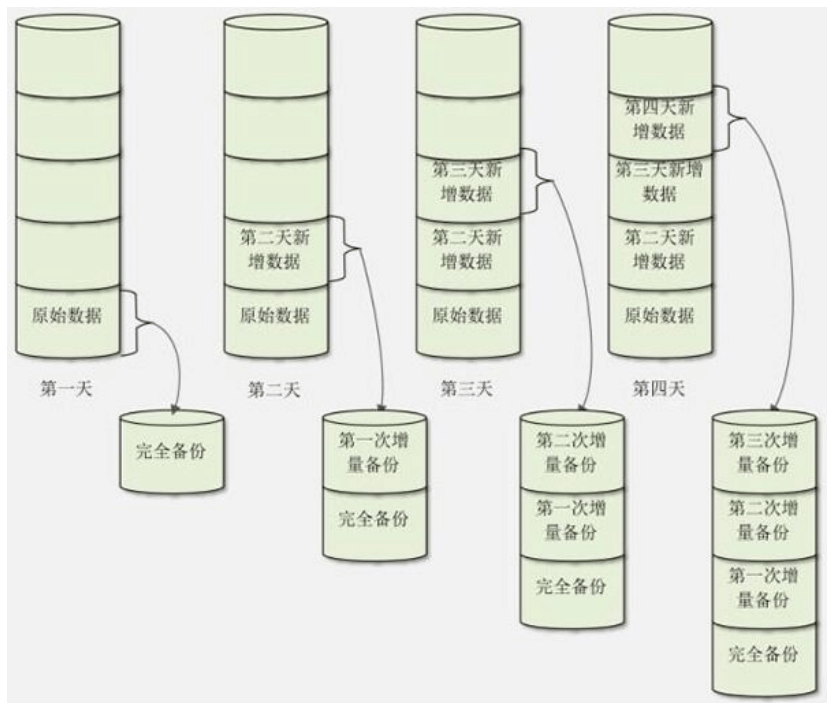 原始数据
第一天
完全备份
第二天新
增数据
原始数据
第二天
第一次增
量备份
完全备份
第三天新
增数据
第二天新
增数据
原始数据
第三天
第二次增
量备份
第一次增
量备份
完全备份
第四天新
增数据
第三天新增
数据
第二天新
增数据
原始数据
第四天
第三次增
量备份
第二次增
量备份
第一次增
量备份
完全备份